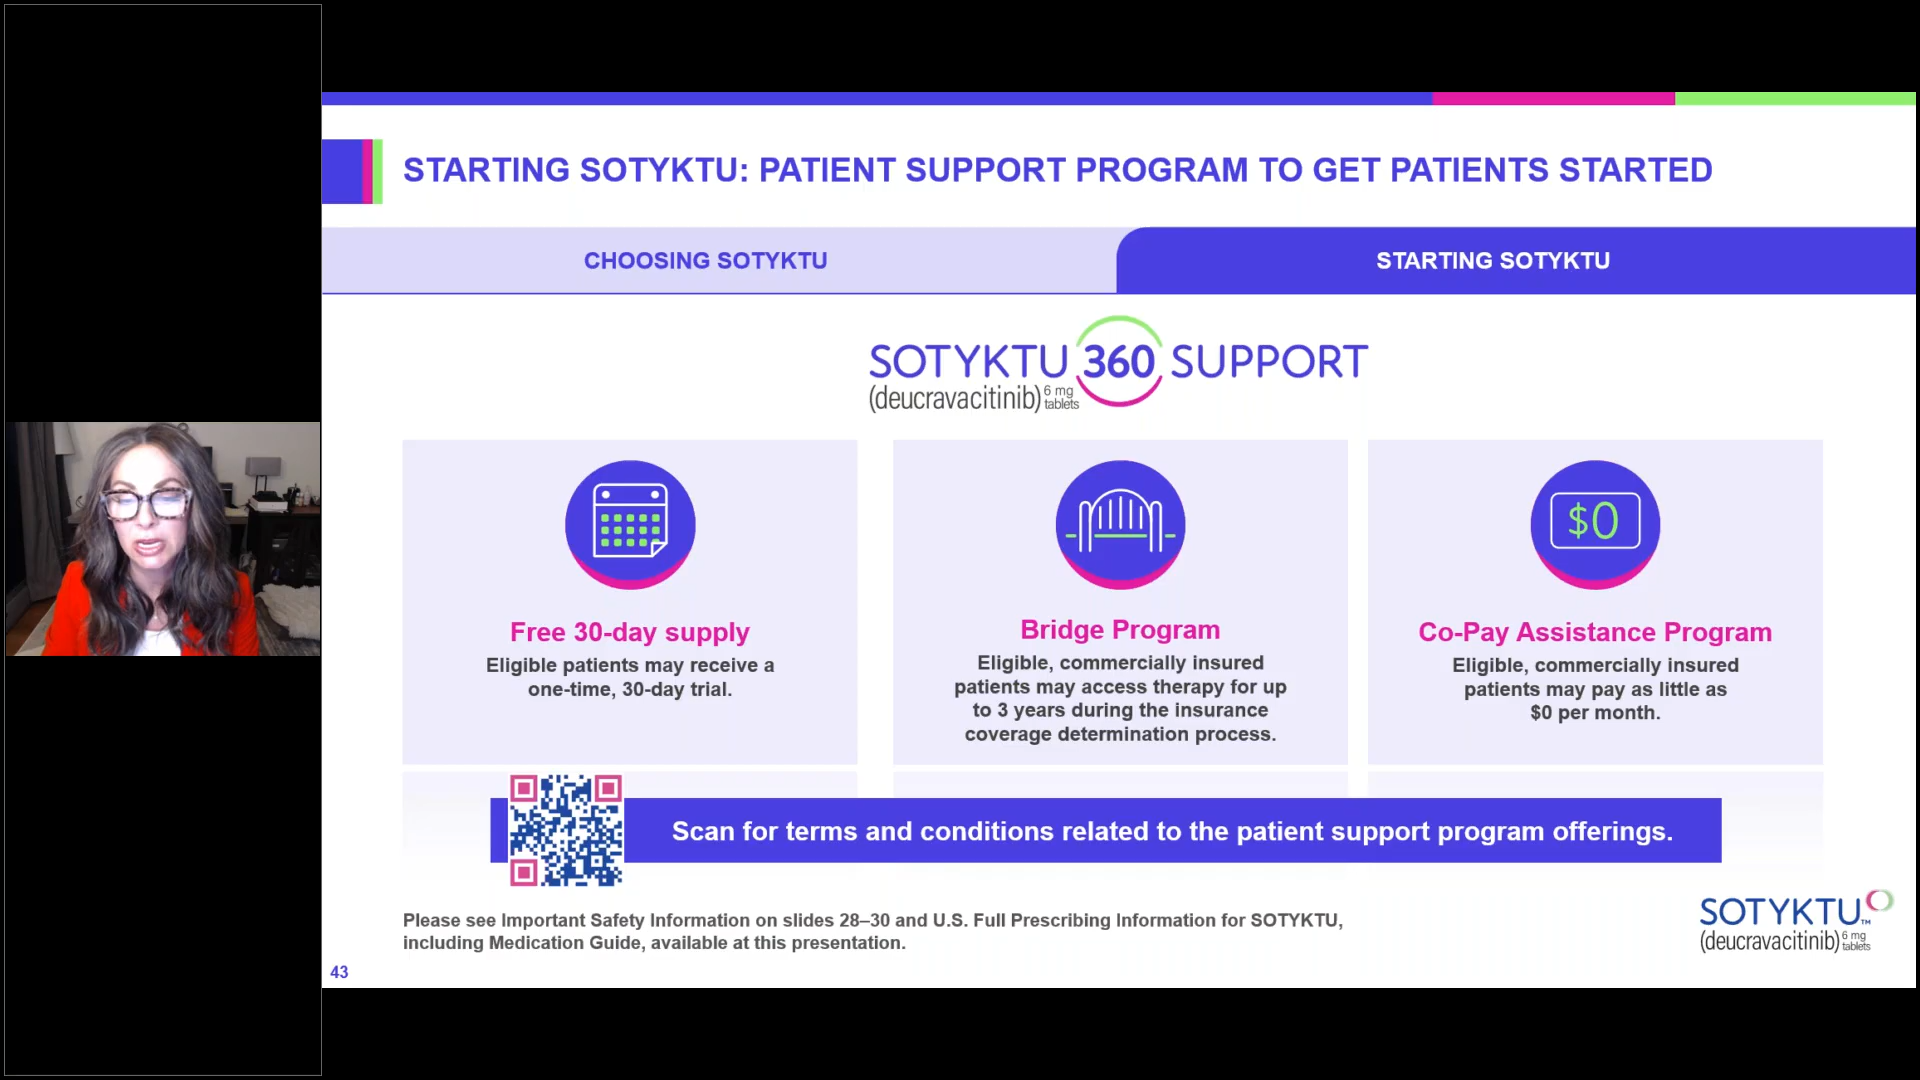 STARTING SOTYKTU: PATIENT SUPPORT PROGRAM TO GET PATIENTS STARTED
CHOOSING SOTYKTU
STARTING SOTYKTU
SOTYKTU 360 SUPPORT
(deucravacitinib) 6 mg tablets
Free 30-day supply
Eligible patients may receive a
one-time, 30-day trial.
Bridge Program
Eligible, commercially insured
patients may access therapy for up
to 3 years during the insurance
coverage determination process.
$0
Co-Pay Assistance Program
Eligible, commercially insured
patients may pay as little as
$0 per month.
Scan for terms and conditions related to the patient support program offerings.
Please see Important Safety Information on slides 28–30 and U.S. Full Prescribing Information for SOTYKTU,
including Medication Guide, available at this presentation.
SOTYKTU™
(deucravacitinib) 6 mg tablets
43